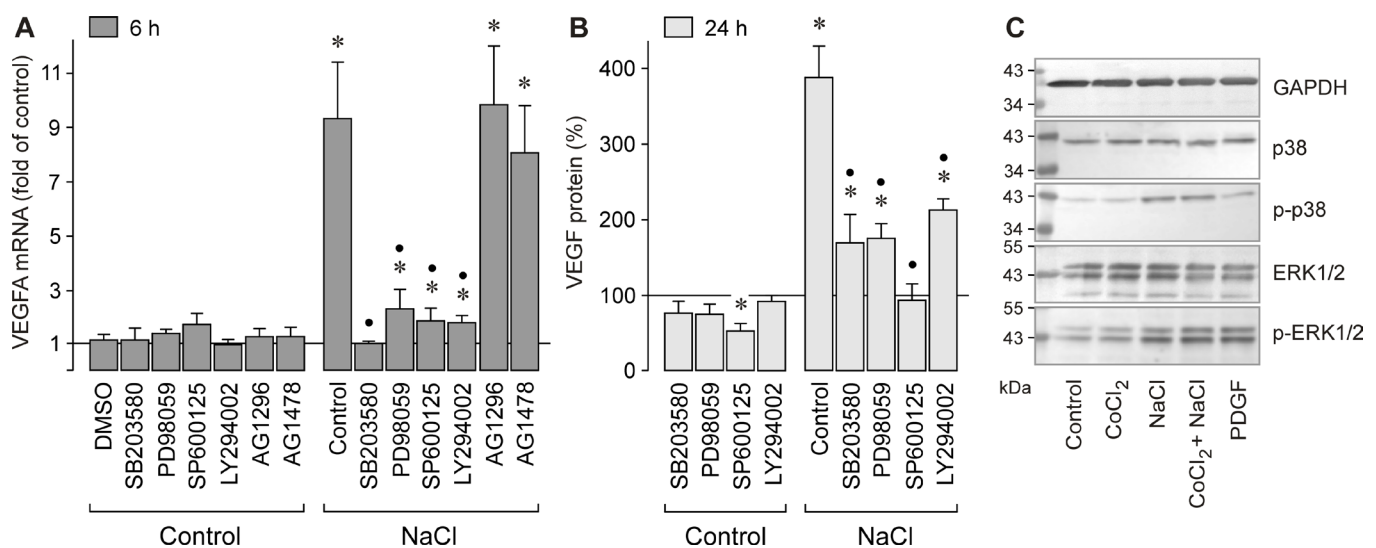 A
6 h
VEGFA mRNA (fold of control)
11
9
7
5
3
1
* * *
• • • •
* * *
DMSO
SB203580
PD98059
SP600125
LY294002
AG1296
AG1478
Control
SB203580
PD98059
SP600125
LY294002
AG1296
AG1478
Control
NaCl
B
24 h
VEGF protein (%)
400
300
200
100
0
*
*
• • • •
* * *
SB203580
PD98059
SP600125
LY294002
Control
SB203580
PD98059
SP600125
LY294002
Control
NaCl
C
43
34
GAPDH
43
34
p38
43
34
p-p38
55
43
ERK1/2
55
43
p-ERK1/2
kDa
Control
CoCl2
NaCl
CoCl2+ NaCl
PDGF